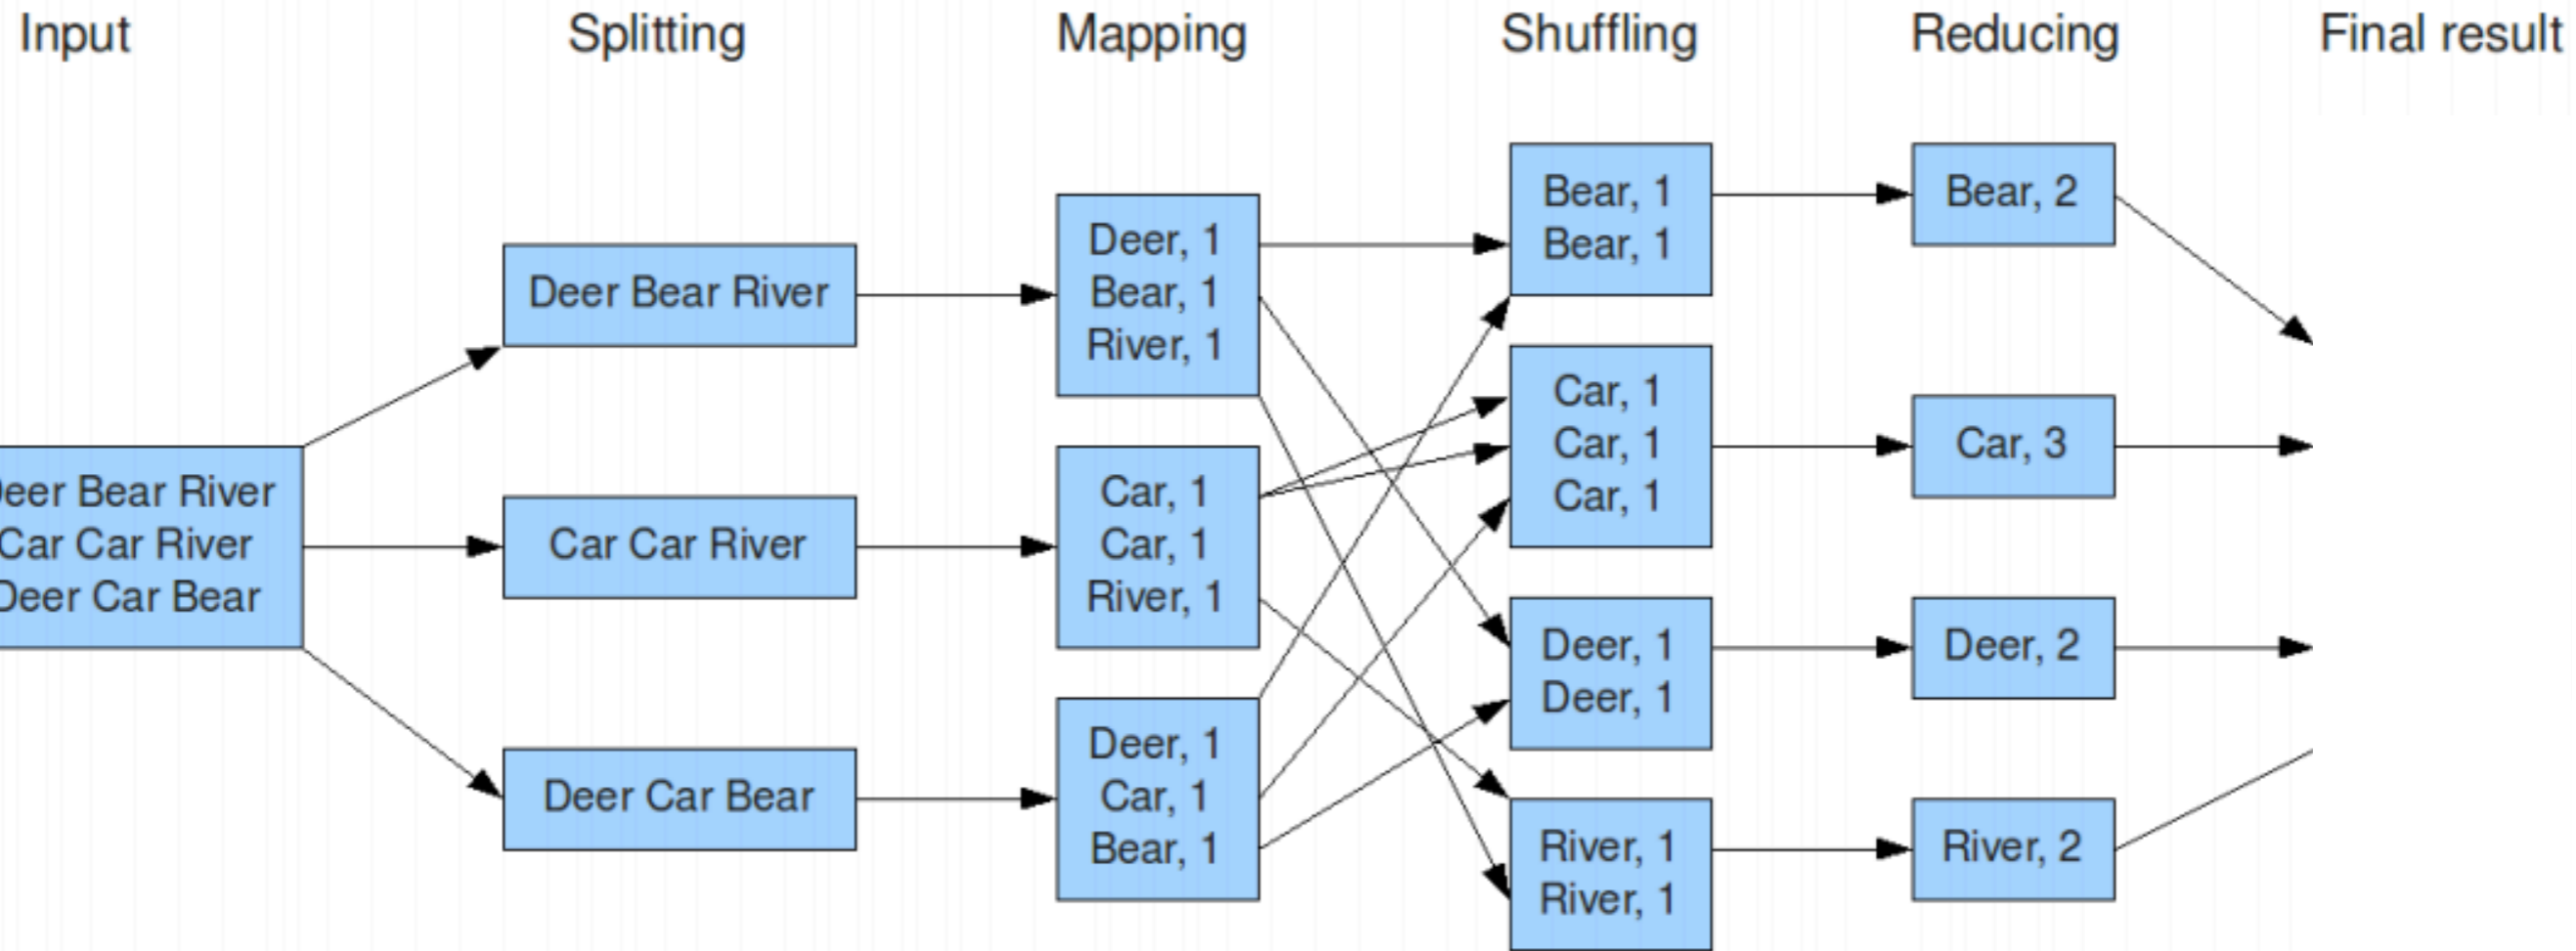 Input
Splitting
Mapping
Shuffling
Reducing
Final result
eer Bear River
Car Car River
Deer Car Bear
Deer Bear River
Car Car River
Deer Car Bear
Deer, 1
Bear, 1
River, 1
Car, 1
Car, 1
River, 1
Deer, 1
Car, 1
Bear, 1
Bear, 1
Bear, 1
Car, 1
Car, 1
Car, 1
Deer, 1
Deer, 1
River, 1
River, 1
Bear, 2
Car, 3
Deer, 2
River, 2